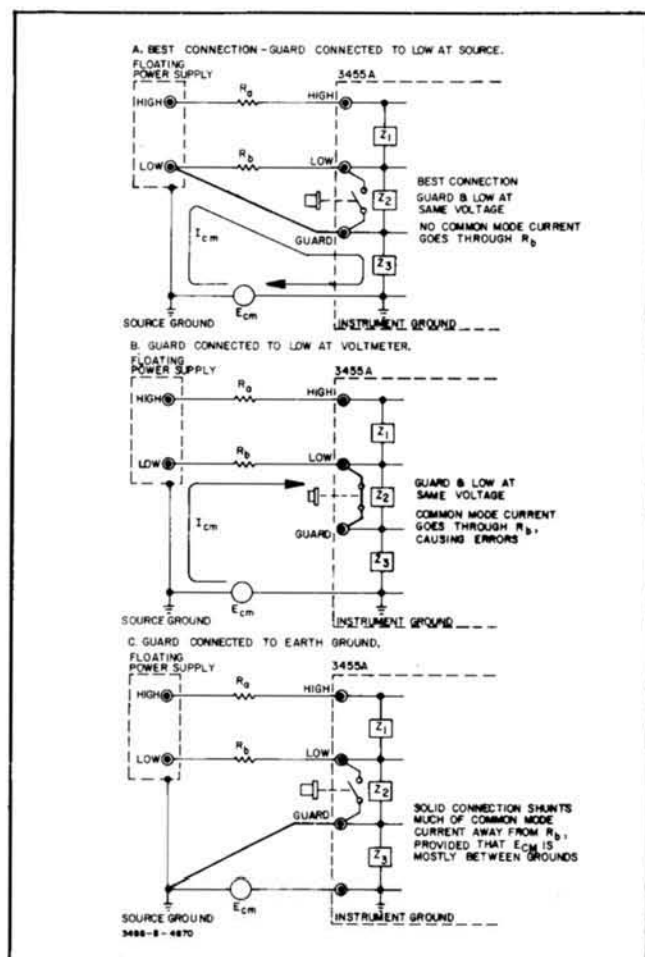 A. BEST CONNECTION - GUARD CONNECTED TO LOW AT SOURCE.
FLOATING
POWER SUPPLY
3455A
HIGH
Ra
HIGH
Z1
LOW
Rb
LOW
Z2
BEST CONNECTION
GUARD & LOW AT
SAME VOLTAGE
GUARD
NO COMMON MODE CURRENT
GOES THROUGH Rb
Icm
Z3
Ecm
SOURCE GROUND
INSTRUMENT GROUND
B. GUARD CONNECTED TO LOW AT VOLTMETER.
FLOATING
POWER SUPPLY
3455A
HIGH
Ra
HIGH
Z1
LOW
Rb
LOW
Z2
GUARD & LOW AT
SAME VOLTAGE
Icm
GUARD
COMMON MODE CURRENT
GOES THROUGH Rb,
CAUSING ERRORS
Z3
Ecm
SOURCE GROUND
INSTRUMENT GROUND
C. GUARD CONNECTED TO EARTH GROUND.
FLOATING
POWER SUPPLY
3455A
HIGH
Ra
HIGH
Z1
LOW
Rb
LOW
Z2
GUARD
SOLID CONNECTION SHUNTS
MUCH OF COMMON MODE
CURRENT AWAY FROM Rb,
PROVIDED THAT ECM IS
MOSTLY BETWEEN GROUNDS
Z3
Ecm
SOURCE GROUND
INSTRUMENT GROUND